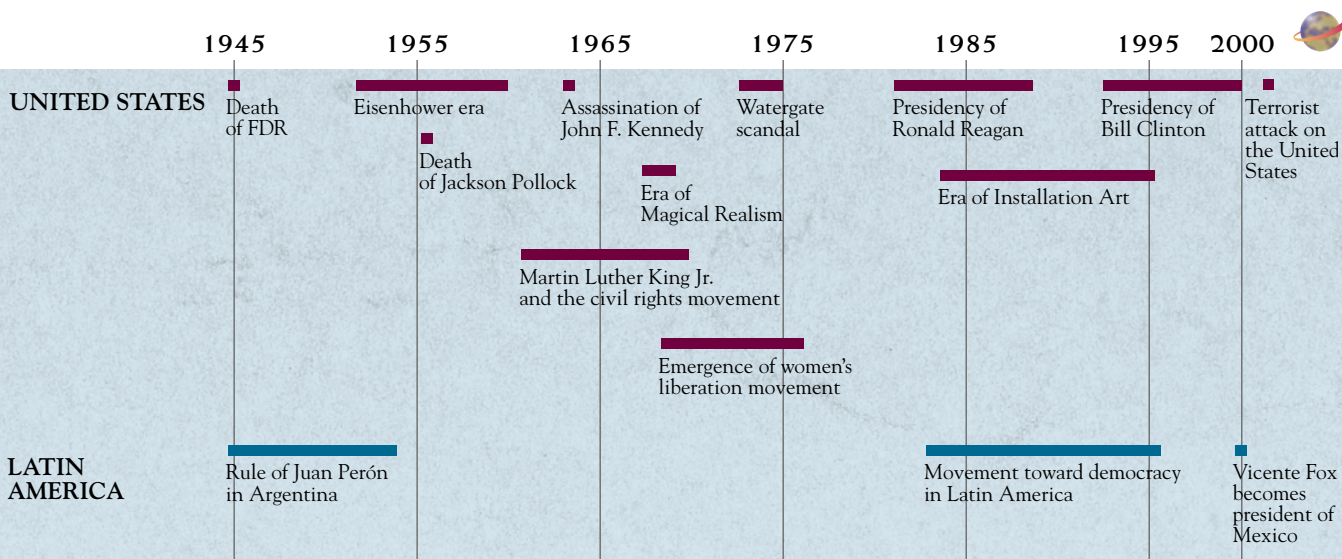 1945 1955 1965 1975 1985 1995 2000
UNITED STATES
Death
of FDR
Eisenhower era
Assassination of
John F. Kennedy
Watergate
scandal
Presidency of
Ronald Reagan
Presidency of
Bill Clinton
Terrorist
attack on
the United
States
Death
of Jackson Pollock
Era of
Magical Realism
Era of Installation Art
Martin Luther King Jr.
and the civil rights movement
Emergence of women's
liberation movement
LATIN
AMERICA
Rule of Juan Perón
in Argentina
Movement toward democracy
in Latin America
Vicente Fox
becomes
president of
Mexico